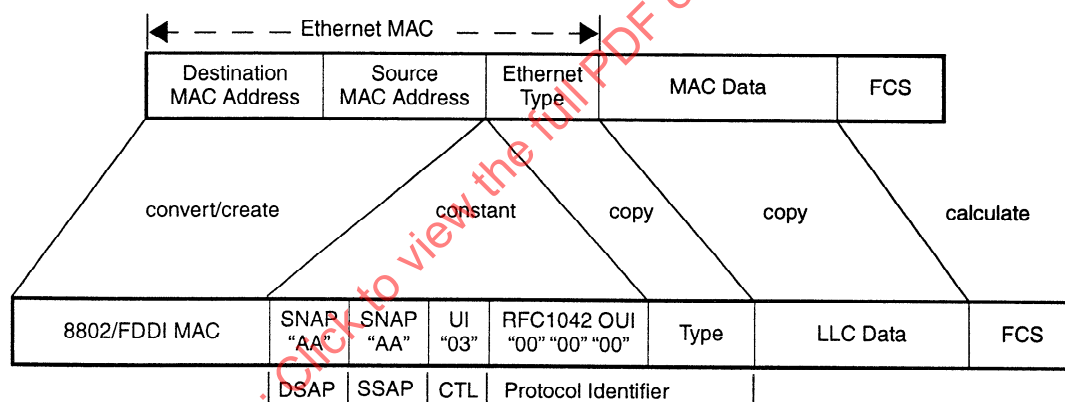 Ethernet MAC
Destination
MAC Address
Source
MAC Address
Ethernet
Type
MAC Data
FCS
convert/create
constant
copy
copy
calculate
8802/FDDI MAC
SNAP
“AA”
SNAP
“AA”
UI
“03”
RFC1042 OUI
“00” “00” “00”
Type
LLC Data
FCS
DSAP
SSAP
CTL
Protocol Identifier
Click to view the full PDF